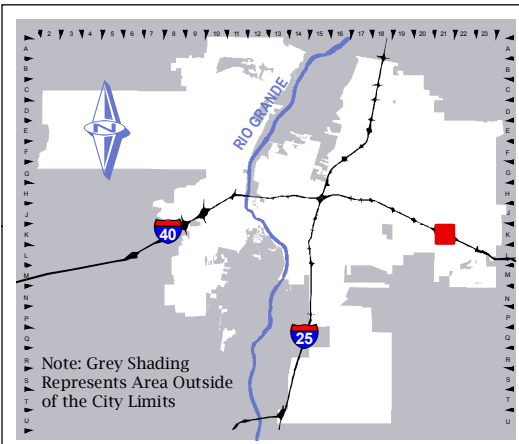 2 3 4 5 6 7 8 9 10 11 12 13 14 15 16 17 18 19 20 21 22 23
A A
B B
C C
D D
E E
F F
G G
H H
J J
K K
L L
M M
N N
P P
Q Q
R R
S S
T T
U U
N
RIO GRANDE
40
25
Note: Grey Shading
Represents Area Outside
of the City Limits